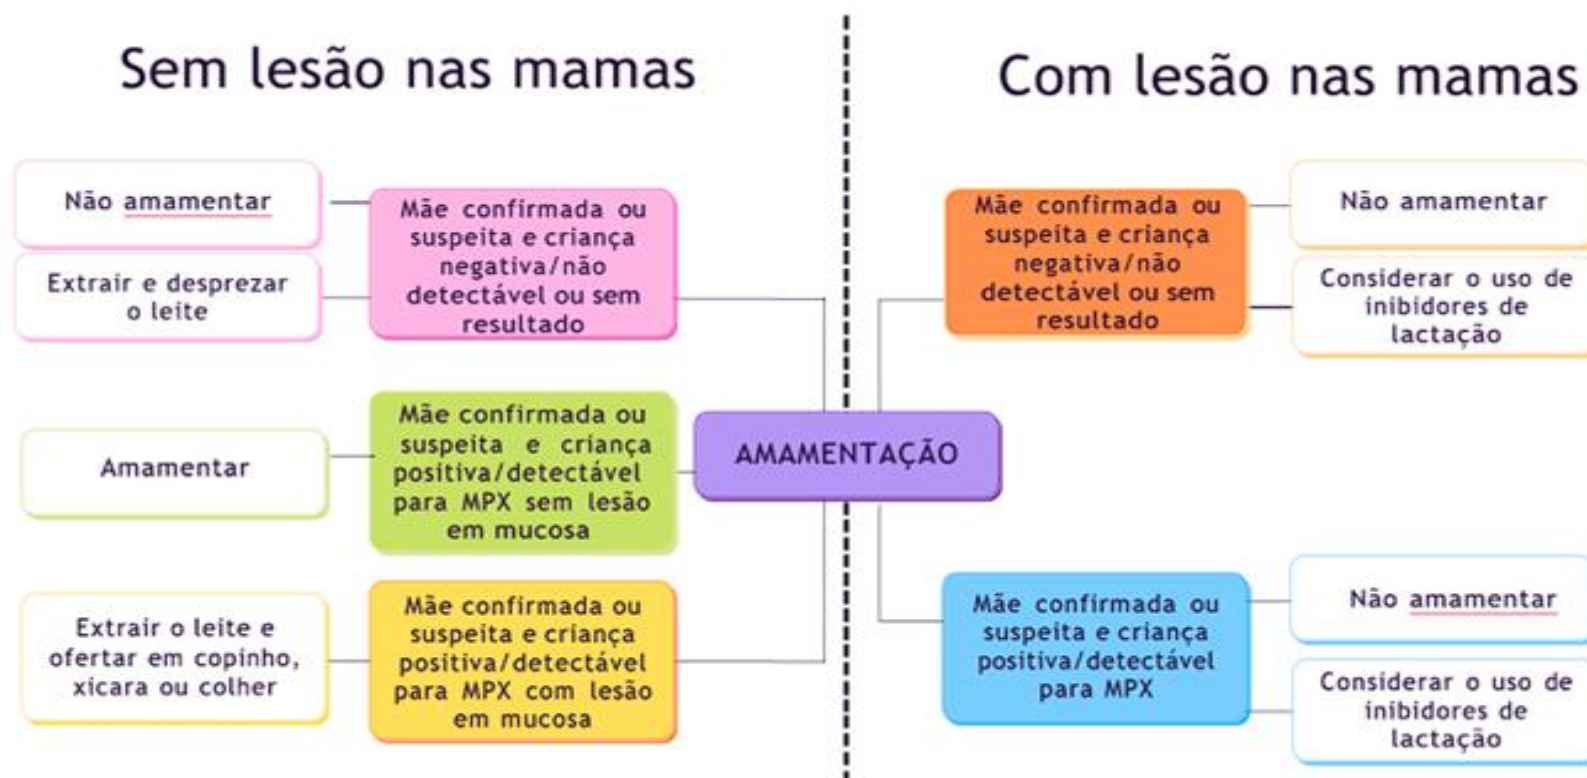 Sem lesão nas mamas
Não amamentar
Extrair e desprezar
o leite
Mãe confirmada ou
suspeita e criança
negativa/não
detectável ou sem
resultado
Amamentar
Mãe confirmada ou
suspeita e criança
positiva/detectável
para MPX sem lesão
em mucosa
Extrair o leite e
ofertar em copinho,
xicara ou colher
Mãe confirmada ou
suspeita e criança
positiva/detectável
para MPX com lesão
em mucosa
AMAMENTAÇÃO
Com lesão nas mamas
Mãe confirmada ou
suspeita e criança
negativa/não
detectável ou sem
resultado
Não amamentar
Considerar o uso de
inibidores de
lactação
Mãe confirmada ou
suspeita e criança
positiva/detectável
para MPX
Não amamentar
Considerar o uso de
inibidores de
lactação